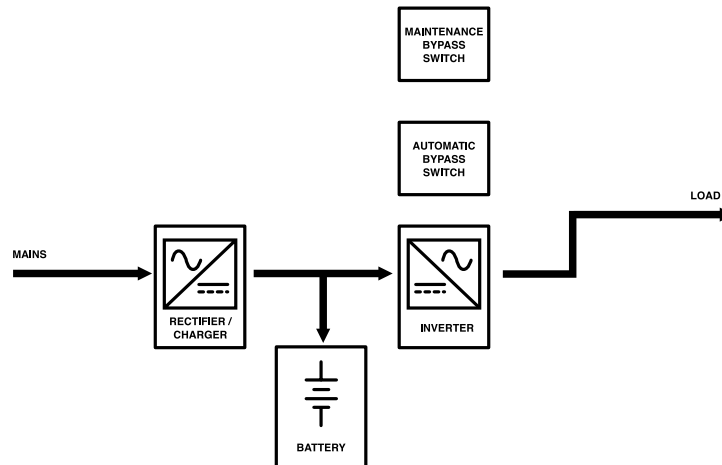 MAINTENANCE
BYPASS
SWITCH
AUTOMATIC
BYPASS
SWITCH
LOAD
MAINS
RECTIFIER /
CHARGER
INVERTER
BATTERY